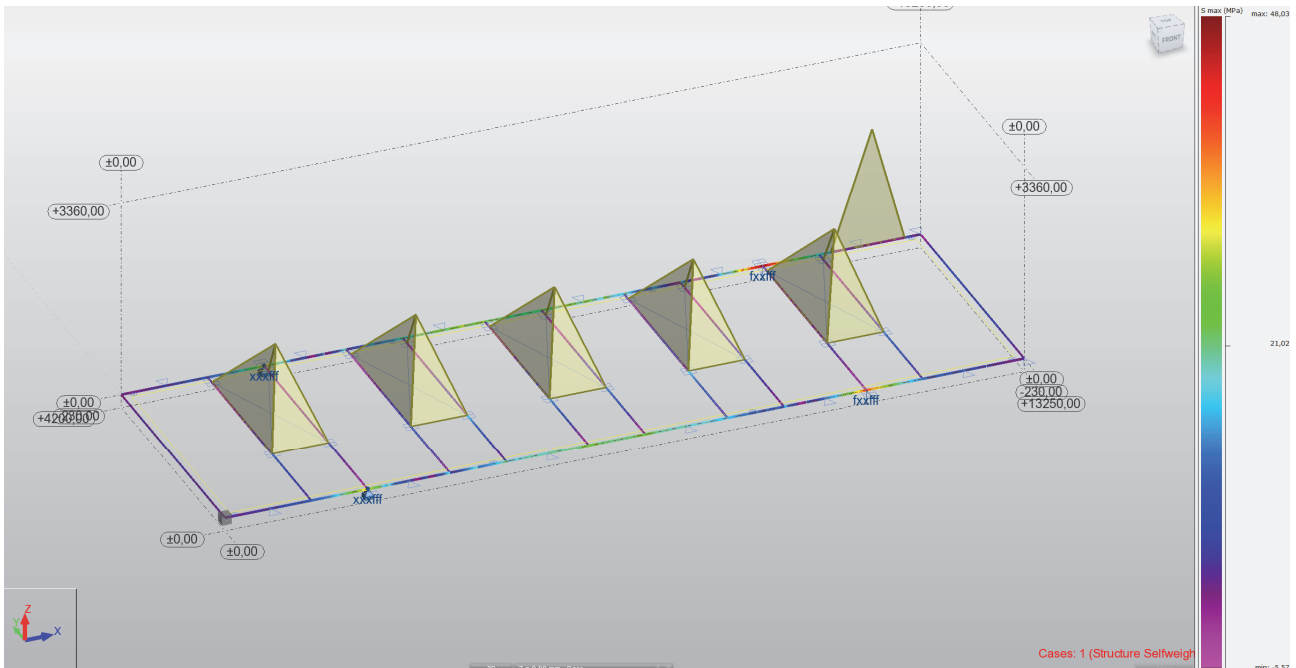 S max (MPa)
max: 48,03
TOP
FRONT
±0,00
±0,00
+3360,00
+3360,00
fxxfff
21,02
xxxfff
±0,00
-230,00
+13250,00
±0,00
fxxfff
xxxfff
±0,00
±0,00
Z
X
Cases: 1 (Structure Selfweigh
min: -5,57